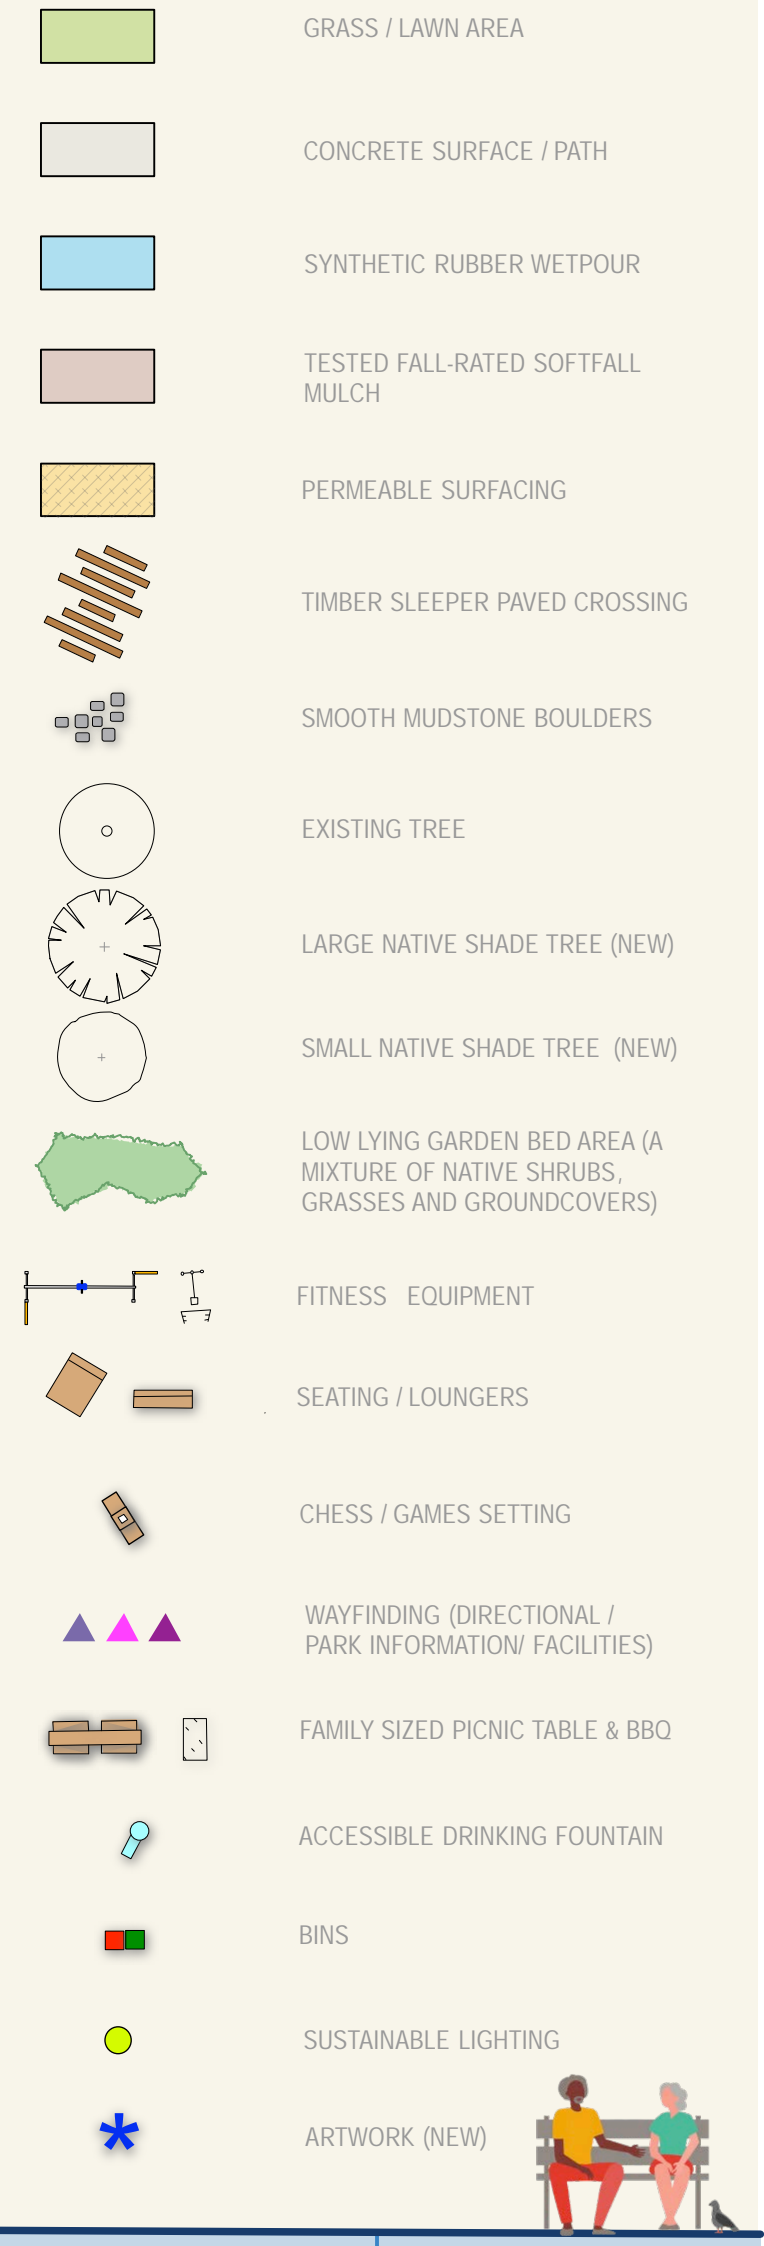 GRASS / LAWN AREA
CONCRETE SURFACE / PATH
SYNTHETIC RUBBER WETPOUR
TESTED FALL-RATED SOFTFALL
MULCH
PERMEABLE SURFACING
TIMBER SLEEPER PAVED CROSSING
SMOOTH MUDSTONE BOULDERS
EXISTING TREE
LARGE NATIVE SHADE TREE (NEW)
SMALL NATIVE SHADE TREE (NEW)
LOW LYING GARDEN BED AREA (A
MIXTURE OF NATIVE SHRUBS,
GRASSES AND GROUNDCOVERS)
FITNESS EQUIPMENT
SEATING / LOUNGERS
CHESS / GAMES SETTING
WAYFINDING (DIRECTIONAL /
PARK INFORMATION/ FACILITIES)
FAMILY SIZED PICNIC TABLE & BBQ
ACCESSIBLE DRINKING FOUNTAIN
BINS
SUSTAINABLE LIGHTING
ARTWORK (NEW)